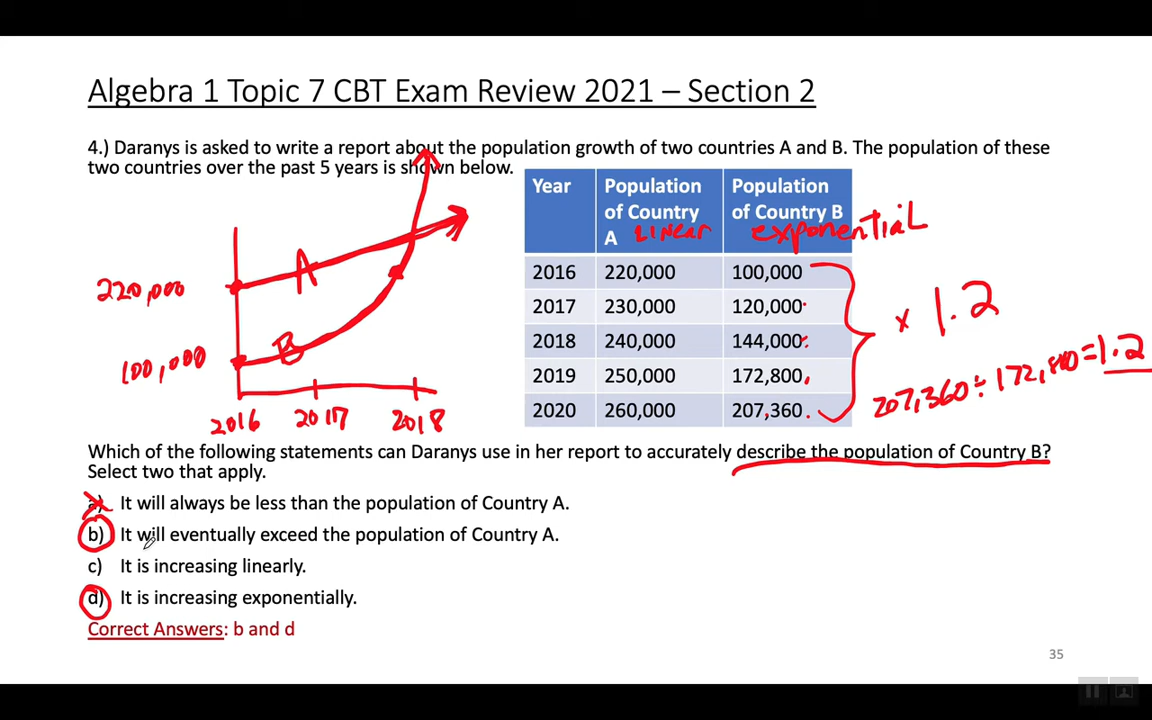 Algebra 1 Topic 7 CBT Exam Review 2021 – Section 2
4.) Daranys is asked to write a report about the population growth of two countries A and B. The population of these
two countries over the past 5 years is shown below.
Year Population of Country A Population of Country B
Linear exponential
2016 220,000 100,000
2017 230,000 120,000
2018 240,000 144,000
2019 250,000 172,800
2020 260,000 207,360
x 1.2
207,360 ÷ 172,800 = 1.2
A
220,000
B
100,000
2016 2017 2018
Which of the following statements can Daranys use in her report to accurately describe the population of Country B?
Select two that apply.
a) It will always be less than the population of Country A.
b) It will eventually exceed the population of Country A.
c) It is increasing linearly.
d) It is increasing exponentially.
Correct Answers: b and d
35